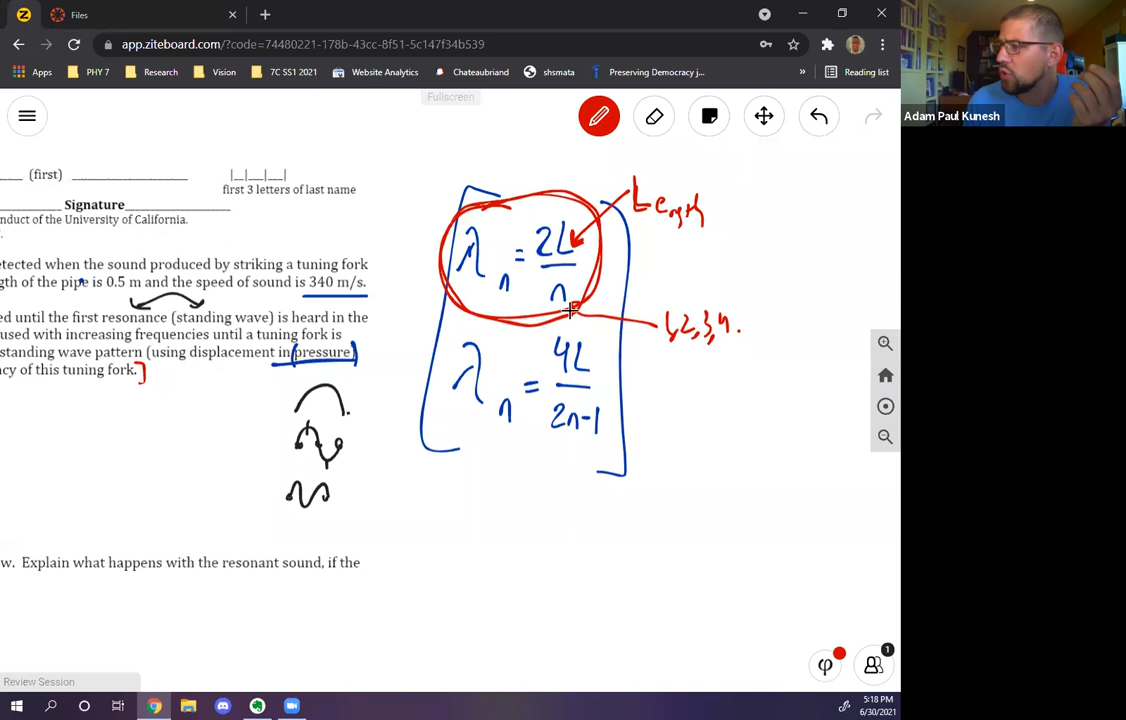 Files
app.ziteboard.com/?code=74480221-178b-43cc-8f51-5c147f34b539
Apps PHY 7 Research Vision 7C SS1 2021 Website Analytics Chateaubriand shsmata Preserving Democracy j... » Reading list
Fullscreen
Adam Paul Kunesh
(first) |__|___|___|
first 3 letters of last name
Signature
nduct of the University of California.
etected when the sound produced by striking a tuning fork
gth of the pipe is 0.5 m and the speed of sound is 340 m/s.
ed until the first resonance (standing wave) is heard in the
used with increasing frequencies until a tuning fork is
standing wave pattern (using displacement in (pressure)
ncy of this tuning fork.]
Length
λn = 2L/n
1,2,3,4.
λn = 4L/2n-1
w. Explain what happens with the resonant sound, if the
φ
1
Review Session
5:18 PM
6/30/2021